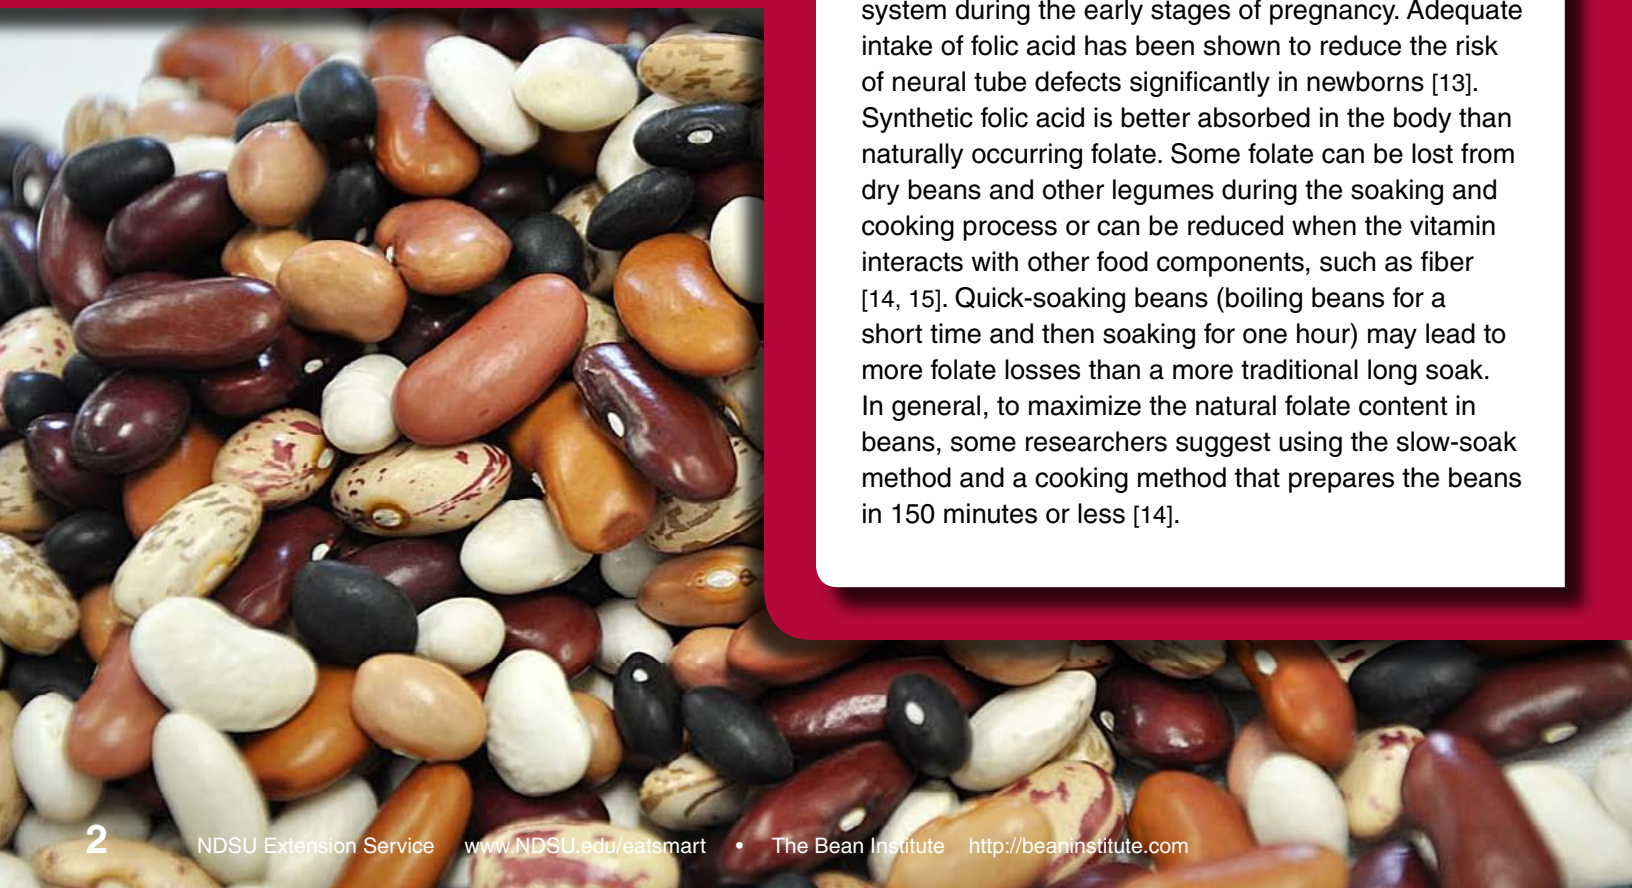 system during the early stages of pregnancy. Adequate
intake of folic acid has been shown to reduce the risk
of neural tube defects significantly in newborns [13].
Synthetic folic acid is better absorbed in the body than
naturally occurring folate. Some folate can be lost from
dry beans and other legumes during the soaking and
cooking process or can be reduced when the vitamin
interacts with other food components, such as fiber
[14, 15]. Quick-soaking beans (boiling beans for a
short time and then soaking for one hour) may lead to
more folate losses than a more traditional long soak.
In general, to maximize the natural folate content in
beans, some researchers suggest using the slow-soak
method and a cooking method that prepares the beans
in 150 minutes or less [14].
2 NDSU Extension Service www.NDSU.edu/eatsmart • The Bean Institute http://beaninstitute.com